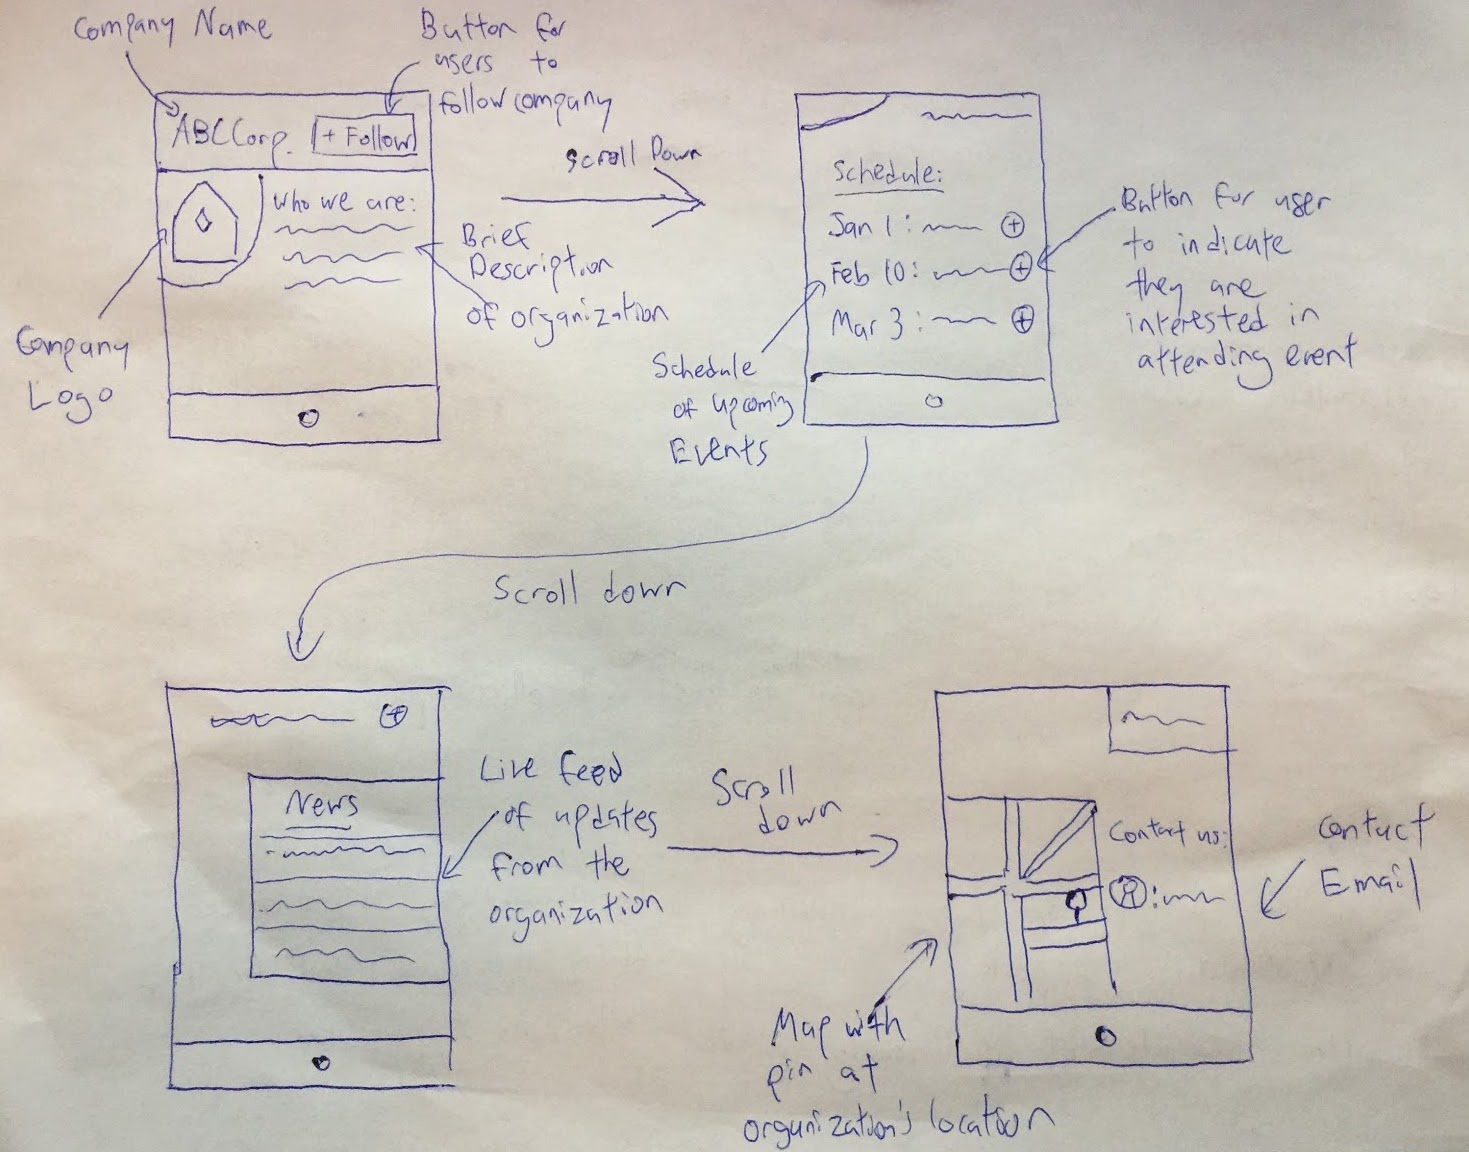 Company Name
Button for
users to
follow company
ABC Corp.
+ Follow
Who we are:
Brief
Description
of organization
Company
Logo
Scroll Down
Schedule:
Jan 1:
Feb 10:
Mar 3:
Button for user
to indicate
they are
interested in
attending event
Schedule
of upcoming
Events
Scroll down
News
Live feed
of updates
from the
organization
Scroll
down
Contact us:
Contact
Email
Map with
pin at
organization's location